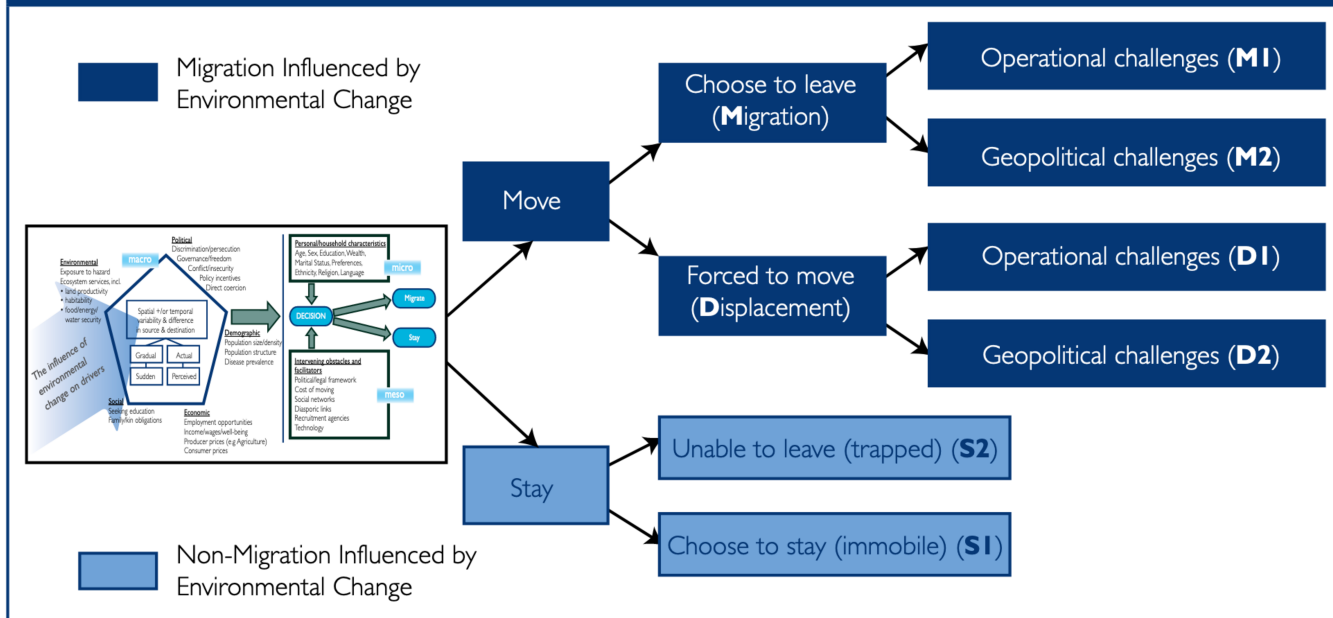 Migration Influenced by
Environmental Change
Choose to leave
(Migration)
Operational challenges (M1)
Geopolitical challenges (M2)
Move
Forced to move
(Displacement)
Operational challenges (D1)
Geopolitical challenges (D2)
Political
Discrimination/persecution
Governance/freedom
Conflict/insecurity
Policy incentives
Direct coercion
macro
Environmental
Exposure to hazard
Ecosystem services, incl.
• land productivity
• habitability
• food/energy/
water security
Spatial +/or temporal
variability & difference
in source & destination
Gradual
Actual
Sudden
Perceived
The influence of
environmental
change on drivers
Demographic
Population size/density
Population structure
Disease prevalence
Social
Seeking education
Family/kin obligations
Economic
Employment opportunities
Income/wages/well-being
Producer prices (e.g Agriculture)
Consumer prices
Personal/household characteristics
Age, Sex, Education, Wealth,
Marital Status, Preferences,
Ethnicity, Religion, Language
micro
DECISION
Migrate
Stay
Intervening obstacles and
facilitators
Political/legal framework
Cost of moving
Social networks
Diasporic links
Recruitment agencies
Technology
meso
Stay
Unable to leave (trapped) (S2)
Choose to stay (immobile) (S1)
Non-Migration Influenced by
Environmental Change